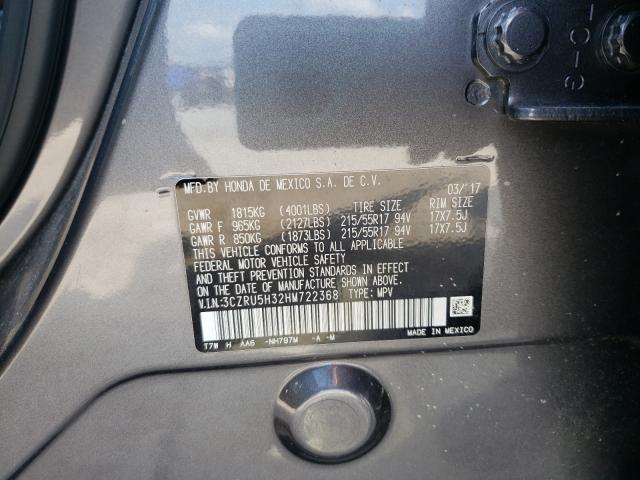 MFD.BY HONDA DE MEXICO S.A. DE C.V. 03/'17
GVWR 1815KG (4001LBS) TIRE SIZE RIM SIZE
GAWR F 965KG (2127LBS) 215/55R17 94V 17X7.5J
GAWR R 850KG (1873LBS) 215/55R17 94V 17X7.5J
THIS VEHICLE CONFORMS TO ALL APPLICABLE
FEDERAL MOTOR VEHICLE SAFETY
AND THEFT PREVENTION STANDARDS IN EFFECT
ON THE DATE OF MANUFACTURE SHOWN ABOVE.
V.I.N:3CZRU5H32HM722368 TYPE: MPV
T7W H AA6 -NH797M -A -M MADE IN MEXICO